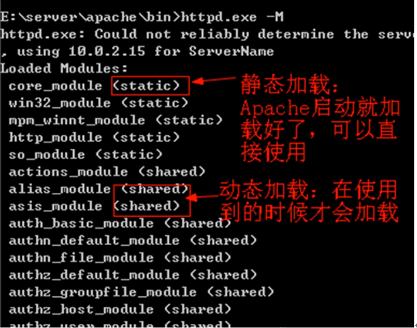 E:\server\apache\bin>httpd.exe -M
httpd.exe: Could not reliably determine the serve
, using 10.0.2.15 for ServerName
Loaded Modules:
core_module (static)
win32_module (static)
mpm_winnt_module (static)
http_module (static)
so_module (static)
actions_module (shared)
alias_module (shared)
asis_module (shared)
auth_basic_module (shared)
authn_default_module (shared)
authn_file_module (shared)
authz_default_module (shared)
authz_groupfile_module (shared)
authz_host_module (shared)
authz_user_module (shared)
静态加载：
Apache启动就加
载好了，可以直
接使用
动态加载：在使用
到的时候才会加载